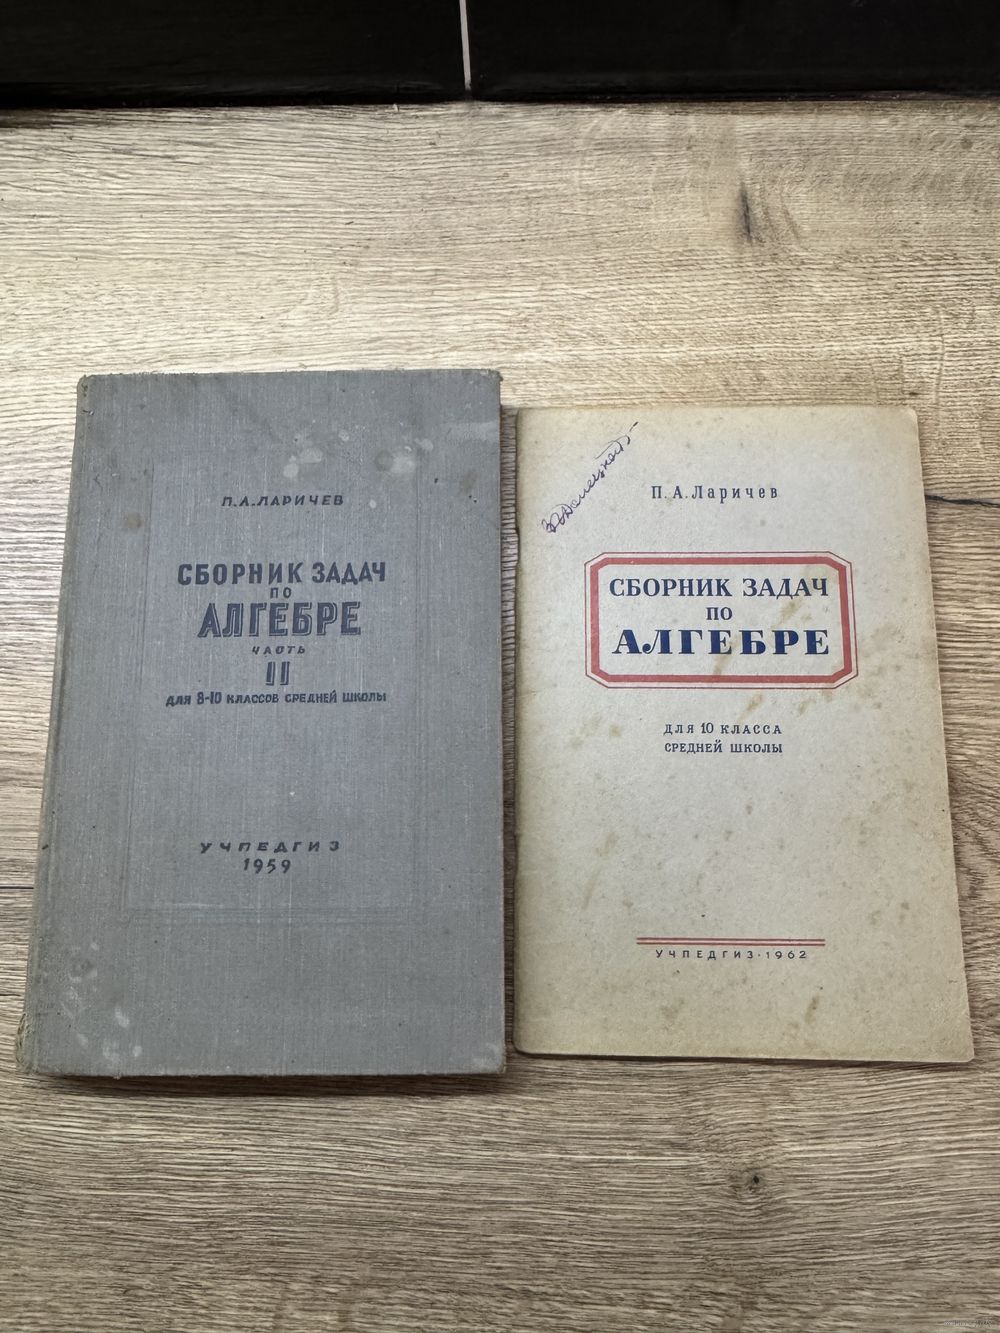 П.А.ЛАРИЧЕВ
СБОРНИК ЗАДАЧ
ПО
АЛГЕБРЕ
ЧАСТЬ
II
ДЛЯ 8-10 КЛАССОВ СРЕДНЕЙ ШКОЛЫ
УЧПЕДГИЗ
1959
П.А.Ларичев
СБОРНИК ЗАДАЧ
ПО
АЛГЕБРЕ
ДЛЯ 10 КЛАССА
СРЕДНЕЙ ШКОЛЫ
УЧПЕДГИЗ·1962